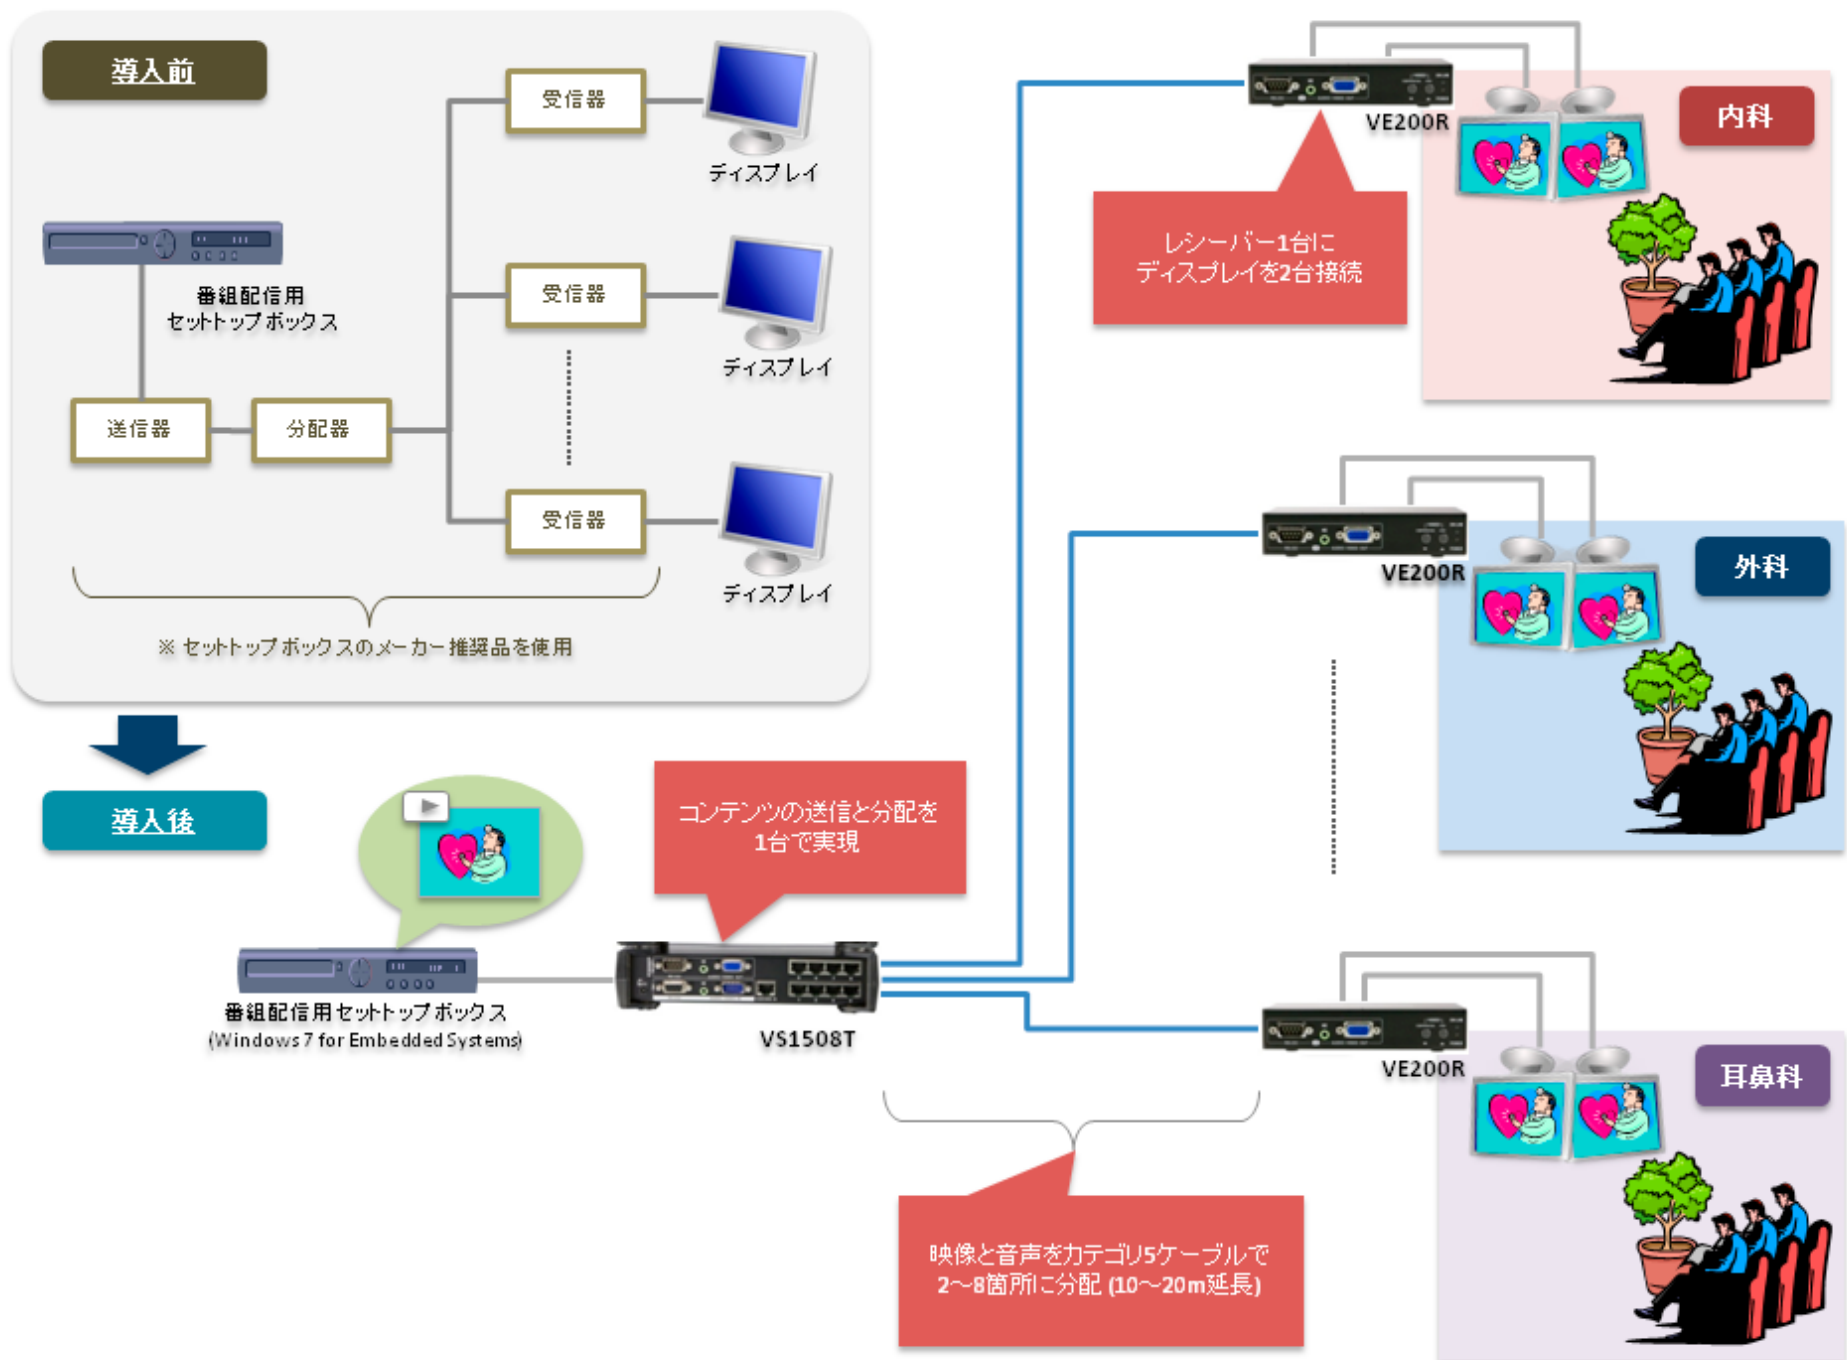 導入前
受信器
ディスプレイ
番組配信用
セットトップボックス
受信器
ディスプレイ
送信器
分配器
受信器
ディスプレイ
※ セットトップボックスのメーカー推奨品を使用
導入後
コンテンツの送信と分配を
1台で実現
番組配信用セットトップボックス
(Windows 7 for Embedded Systems)
VS1508T
VE200R
内科
レシーバー1台に
ディスプレイを2台接続
VE200R
外科
VE200R
耳鼻科
映像と音声をカテゴリ5ケーブルで
2～8箇所に分配 (10～20m延長)